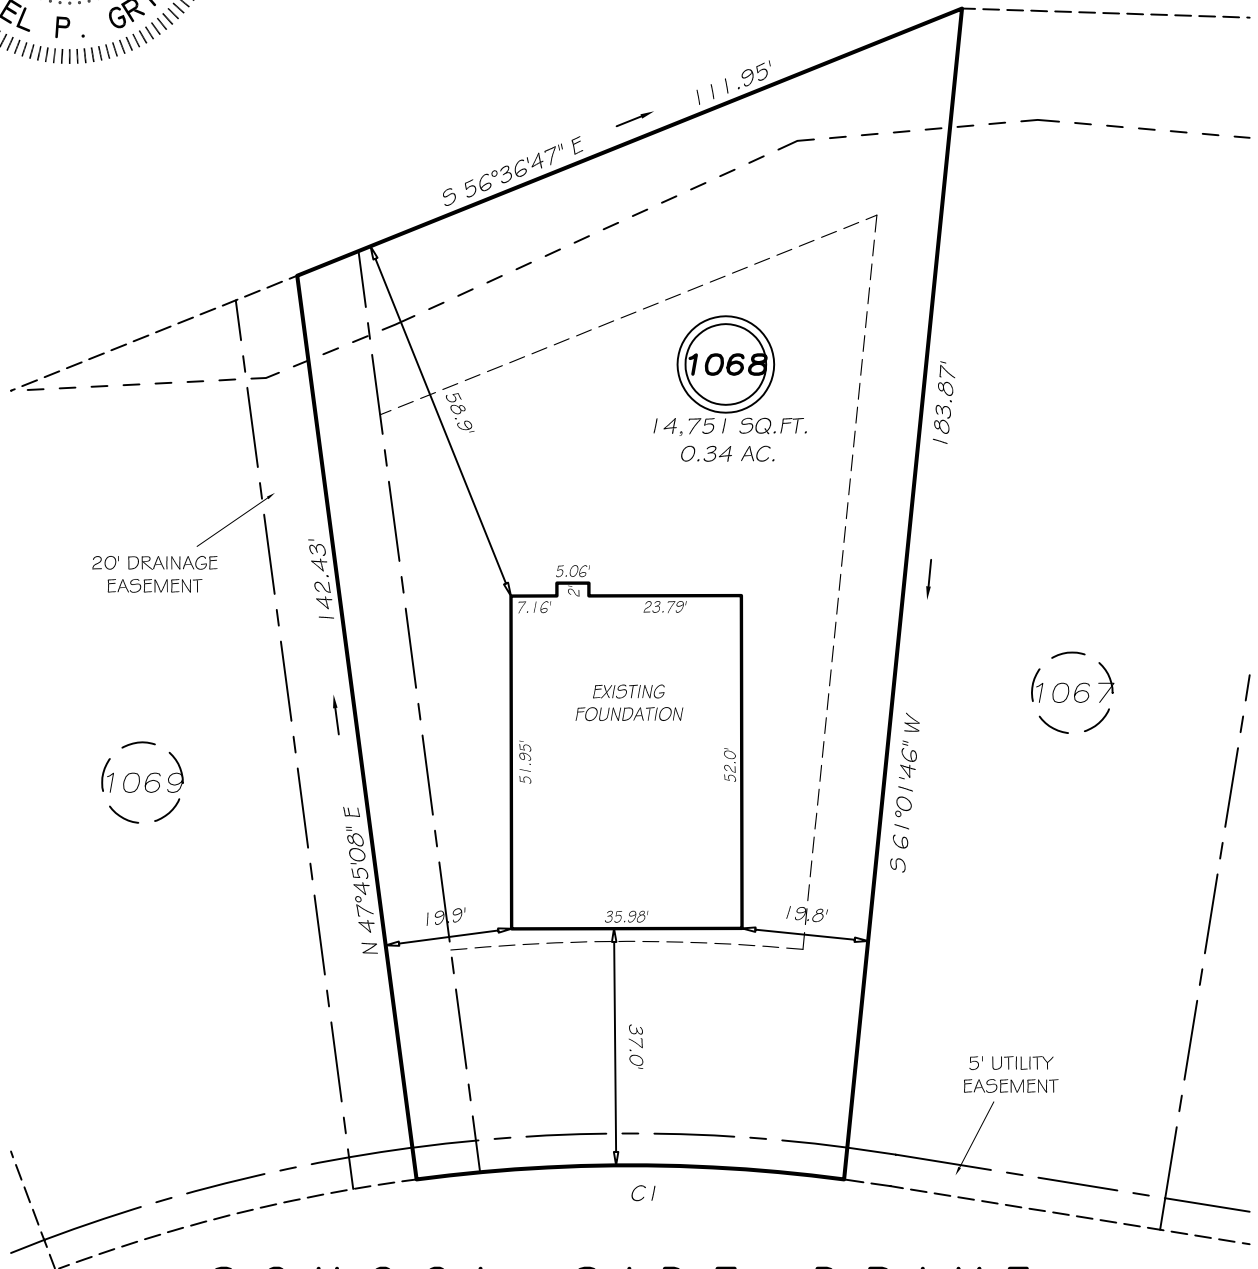 EL P. GR
111.95'
S 56°36'47" E
58.9'
1068
14,751 SQ.FT.
0.34 AC.
183.87'
20' DRAINAGE
EASEMENT
142.43'
5.06'
2'
7.16'
23.79'
EXISTING
FOUNDATION
1067
51.95'
52.0'
1069
S 61°01'46" W
N 47°45'08" E
19.9'
35.98'
19.8'
37.0'
5' UTILITY
EASEMENT
C1